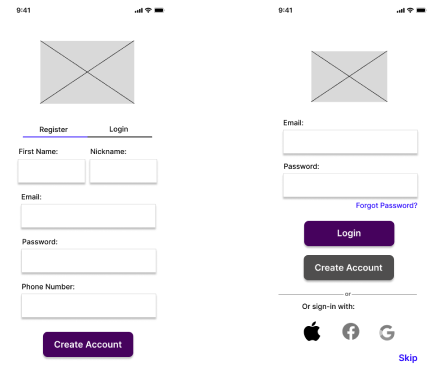 9:41
Register Login
First Name: Nickname:
Email:
Password:
Phone Number:
Create Account
9:41
Email:
Password:
Forgot Password?
Login
Create Account
or
Or sign-in with:
Skip